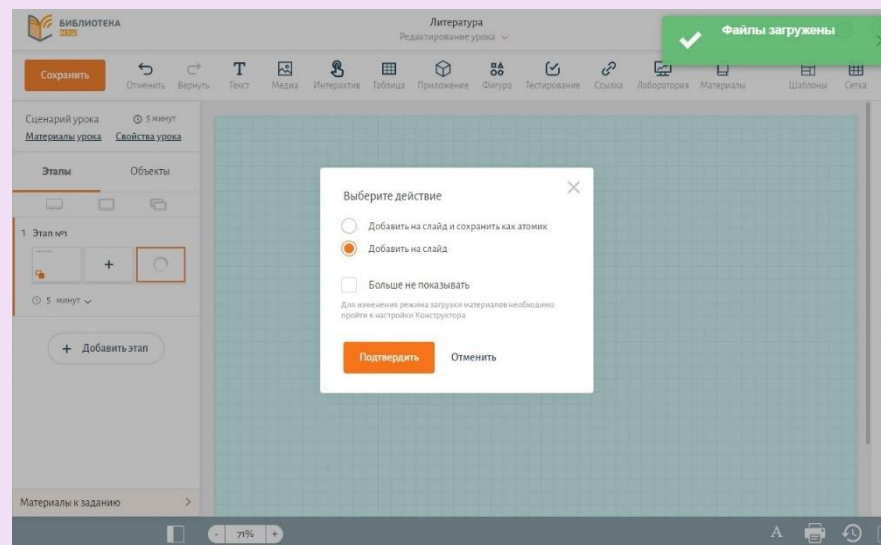 БИБЛИОТЕКА
МЭШ
Литература
Редактирование урока
Файлы загружены
Сохранить
Отменить
Вернуть
Текст
Медиа
Интерактив
Таблица
Приложение
Фигура
Тестирование
Ссылка
Лаборатория
Материалы
Шаблоны
Сетка
Сценарий урока
5 минут
Материалы урока
Свойства урока
Этапы
Объекты
1 Этап №1
+
5 минут
+ Добавить этап
Материалы к заданию
Выберите действие
Добавить на слайд и сохранить как атомик
Добавить на слайд
Больше не показывать
Для изменения режима загрузки материалов необходимо
пройти в настройки Конструктора
Подтвердить
Отменить
- 71% +
A